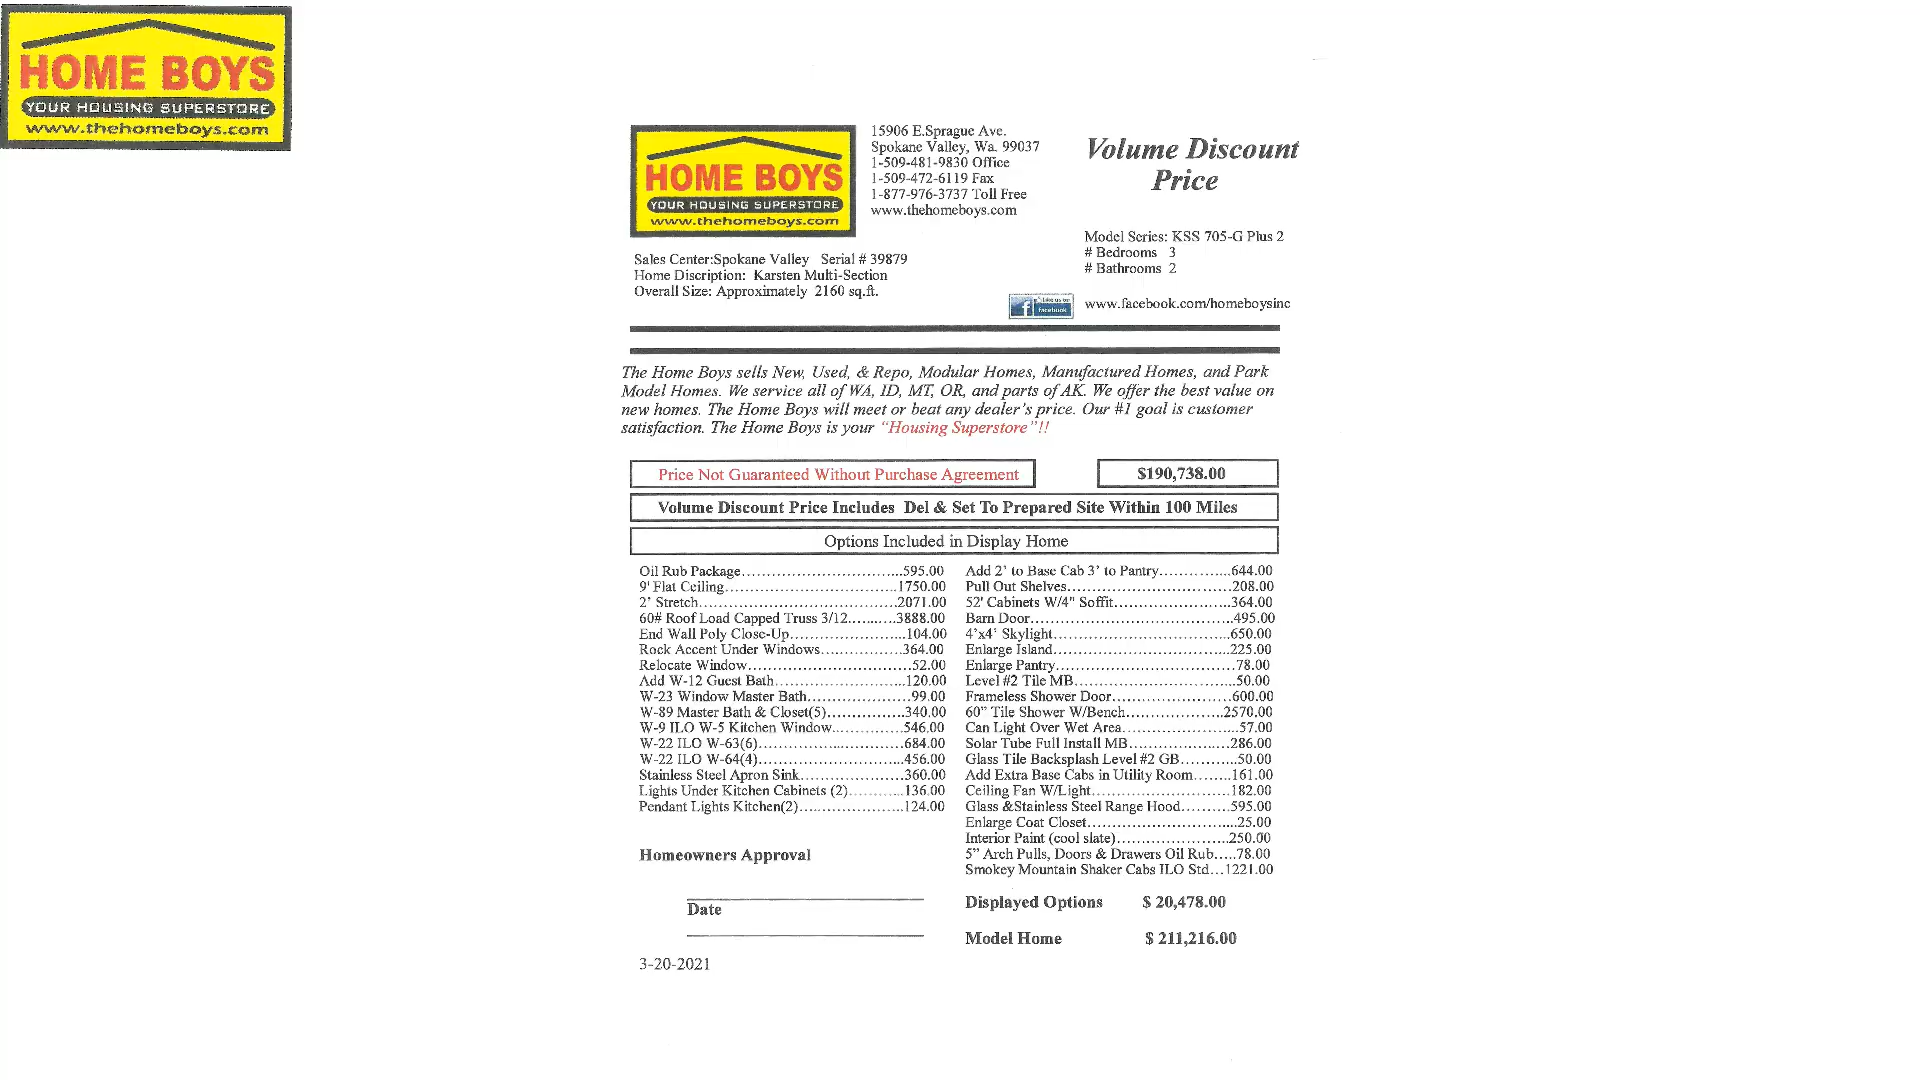 HOME BOYS
YOUR HOUSING SUPERSTORE
www.thehomeboys.com
HOME BOYS
YOUR HOUSING SUPERSTORE
www.thehomeboys.com
15906 E.Sprague Ave.
Spokane Valley, Wa. 99037
1-509-481-9830 Office
1-509-472-6119 Fax
1-877-976-3737 Toll Free
www.thehomeboys.com
Volume Discount
Price
Model Series: KSS 705-G Plus 2
# Bedrooms 3
# Bathrooms 2
Sales Center:Spokane Valley Serial # 39879
Home Discription: Karsten Multi-Section
Overall Size: Approximately 2160 sq.ft.
Like us on
facebook
www.facebook.com/homeboysinc
The Home Boys sells New, Used, & Repo, Modular Homes, Manufactured Homes, and Park
Model Homes. We service all of WA, ID, MT, OR, and parts of AK. We offer the best value on
new homes. The Home Boys will meet or beat any dealer's price. Our #1 goal is customer
satisfaction. The Home Boys is your "Housing Superstore"!!
Price Not Guaranteed Without Purchase Agreement
$190,738.00
Volume Discount Price Includes Del & Set To Prepared Site Within 100 Miles
Options Included in Display Home
Oil Rub Package................................595.00
9' Flat Ceiling..................................1750.00
2' Stretch.......................................2071.00
60# Roof Load Capped Truss 3/12..........3888.00
End Wall Poly Close-Up.......................104.00
Rock Accent Under Windows................364.00
Relocate Window................................52.00
Add W-12 Guest Bath..........................120.00
W-23 Window Master Bath....................99.00
W-89 Master Bath & Closet(5)...............340.00
W-9 ILO W-5 Kitchen Window..............546.00
W-22 ILO W-63(6).............................684.00
W-22 ILO W-64(4).............................456.00
Stainless Steel Apron Sink.....................360.00
Lights Under Kitchen Cabinets (2)...........136.00
Pendant Lights Kitchen(2).....................124.00
Homeowners Approval
Date
3-20-2021
Add 2' to Base Cab 3' to Pantry..............644.00
Pull Out Shelves.................................208.00
52' Cabinets W/4" Soffit.......................364.00
Barn Door........................................495.00
4'x4' Skylight...................................650.00
Enlarge Island...................................225.00
Enlarge Pantry....................................78.00
Level #2 Tile MB................................50.00
Frameless Shower Door........................600.00
60" Tile Shower W/Bench...................2570.00
Can Light Over Wet Area.......................57.00
Solar Tube Full Install MB....................286.00
Glass Tile Backsplash Level #2 GB...........50.00
Add Extra Base Cabs in Utility Room........161.00
Ceiling Fan W/Light............................182.00
Glass &Stainless Steel Range Hood..........595.00
Enlarge Coat Closet..............................25.00
Interior Paint (cool slate)......................250.00
5" Arch Pulls, Doors & Drawers Oil Rub.....78.00
Smokey Mountain Shaker Cabs ILO Std...1221.00
Displayed Options $ 20,478.00
Model Home $ 211,216.00